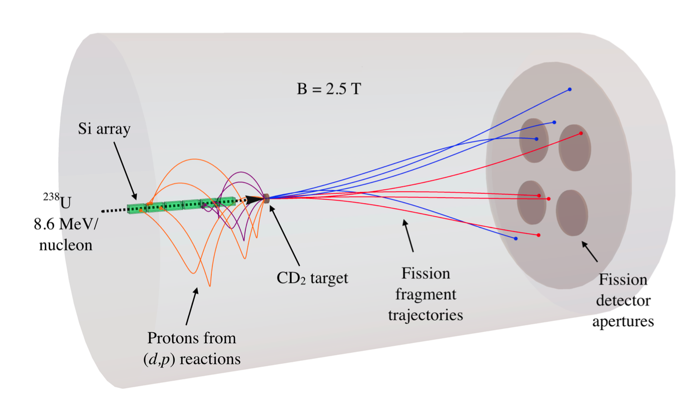 B = 2.5 T
Si array
²³⁸U
8.6 MeV/
nucleon
CD₂ target
Protons from
(d,p) reactions
Fission
fragment
trajectories
Fission
detector
apertures